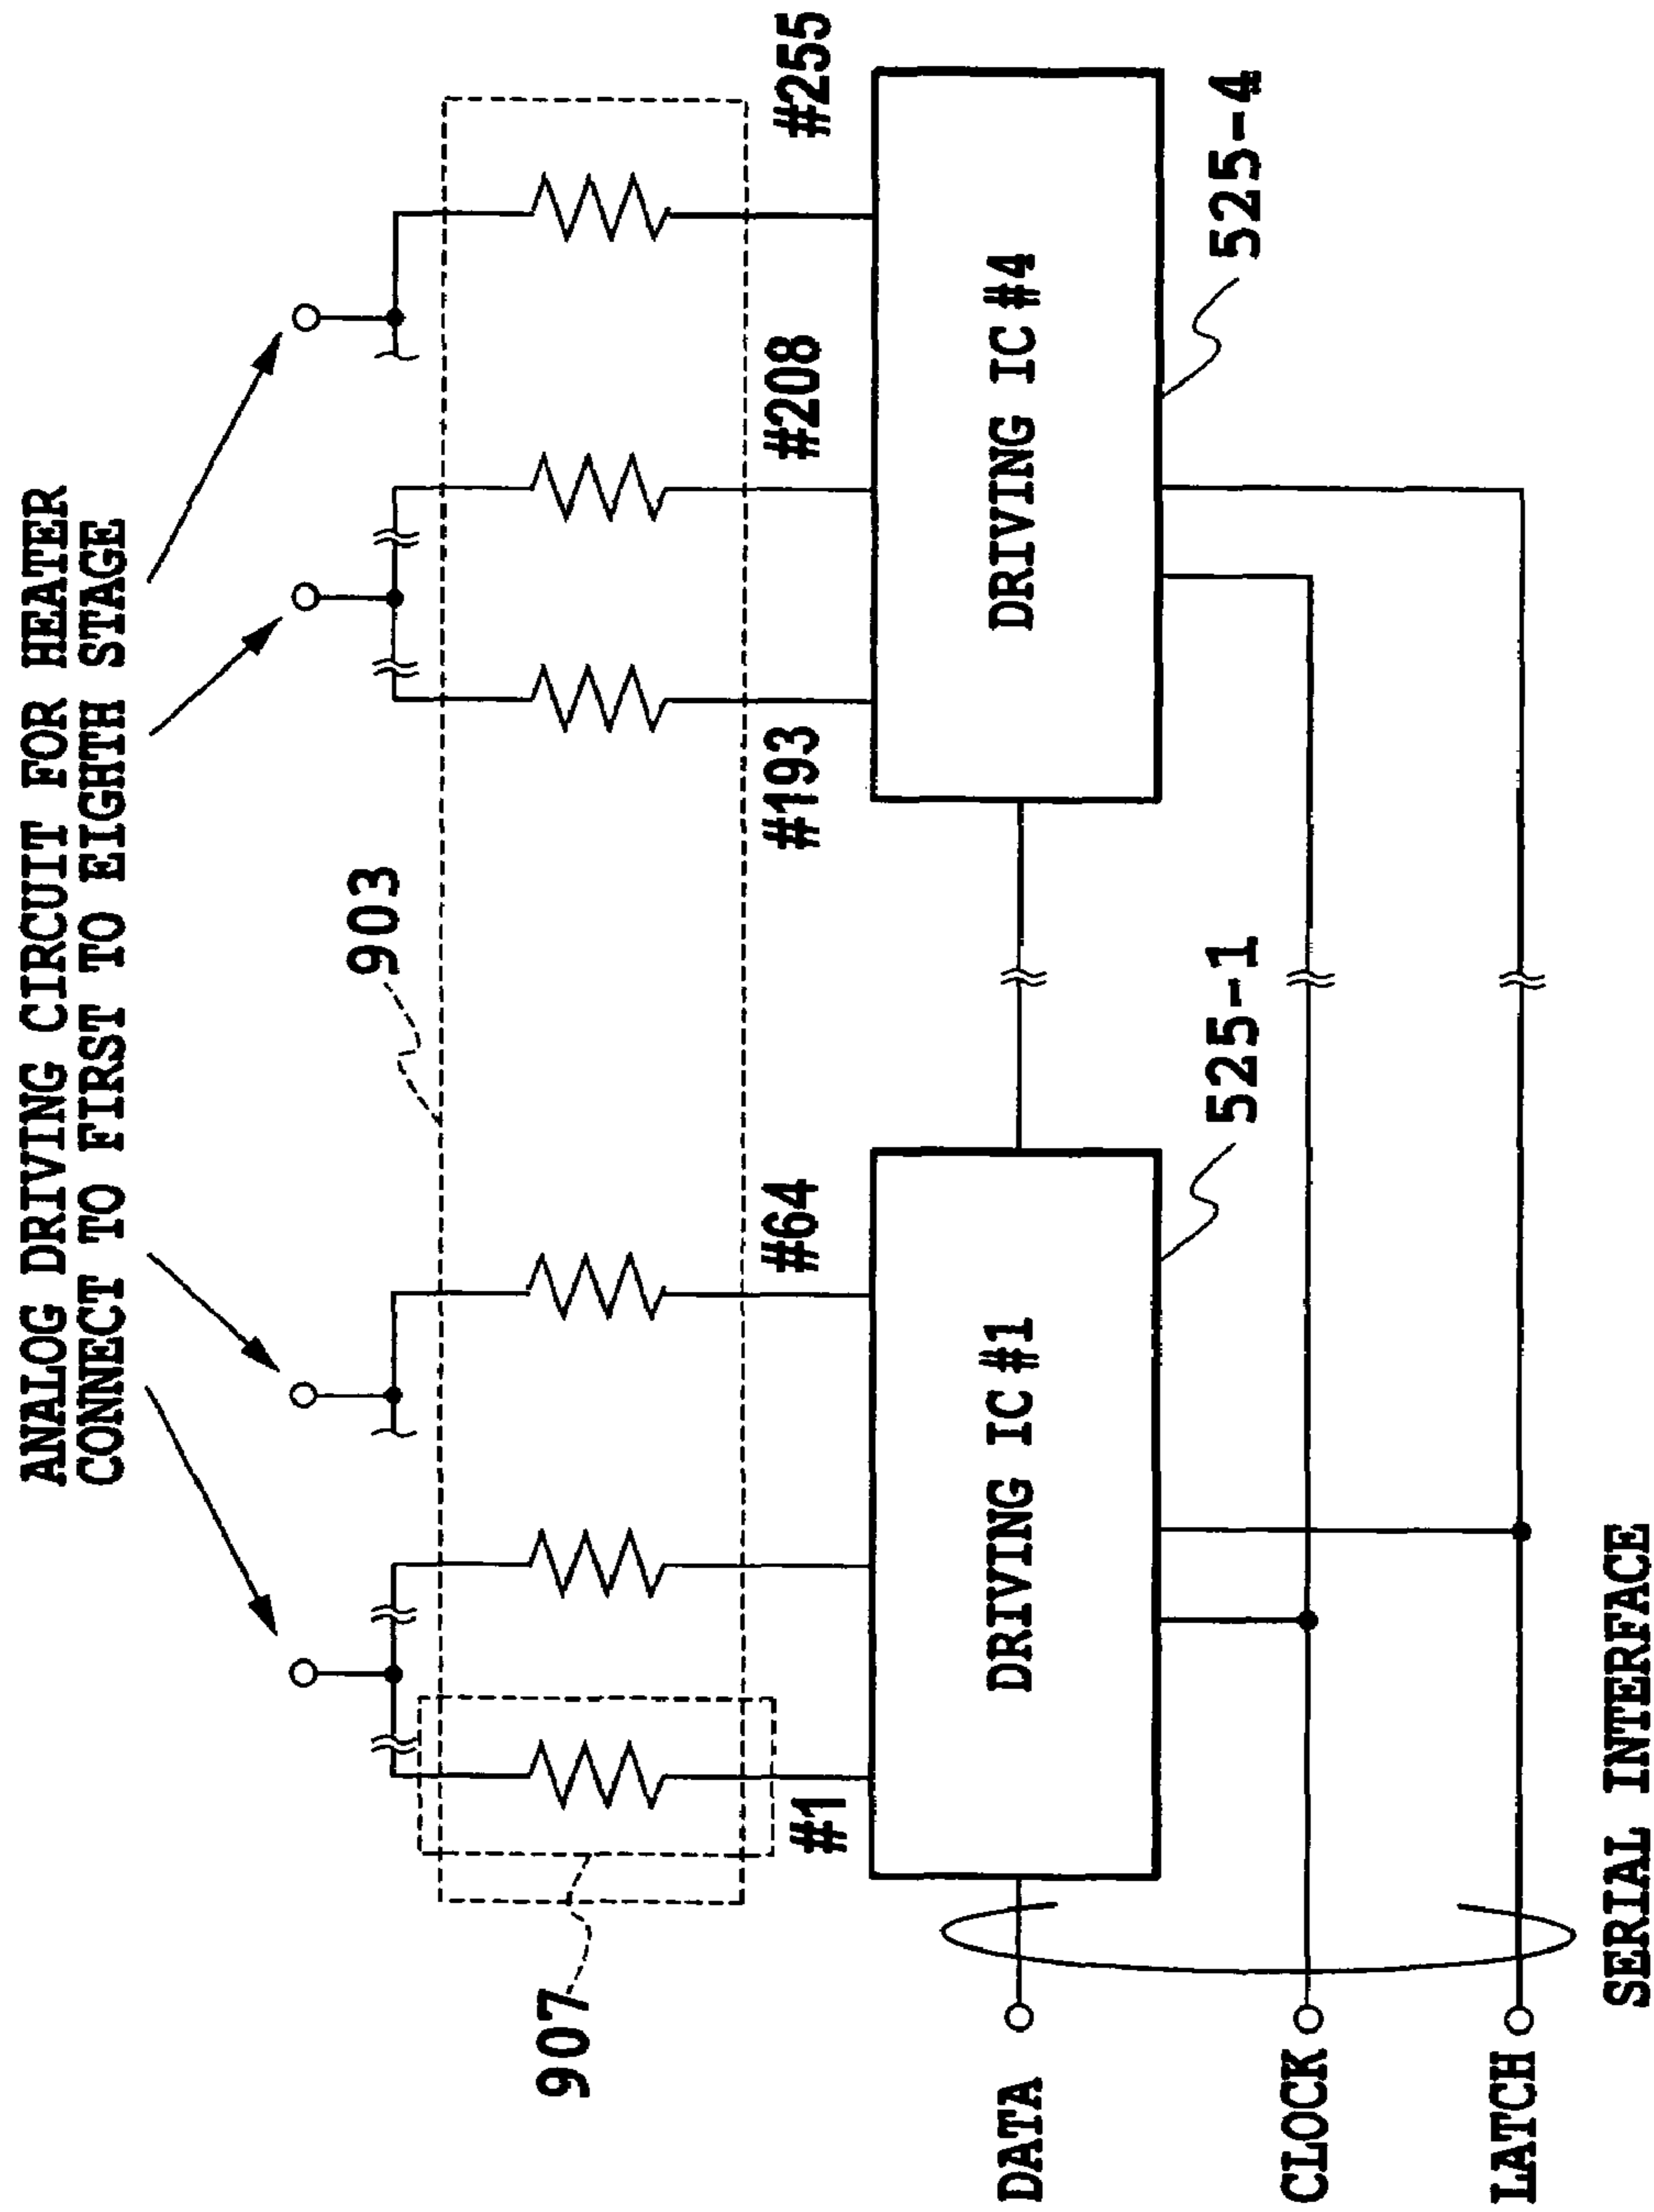 ANALOG DRIVING CIRCUIT FOR HEATER
CONNECT TO FIRST TO EIGHTH STAGE
903
907
#1
#64
#193
#208
#255
DRIVING IC#1
DRIVING IC#4
525-1
525-4
DATA
CLOCK
LATCH
SERIAL INTERFACE